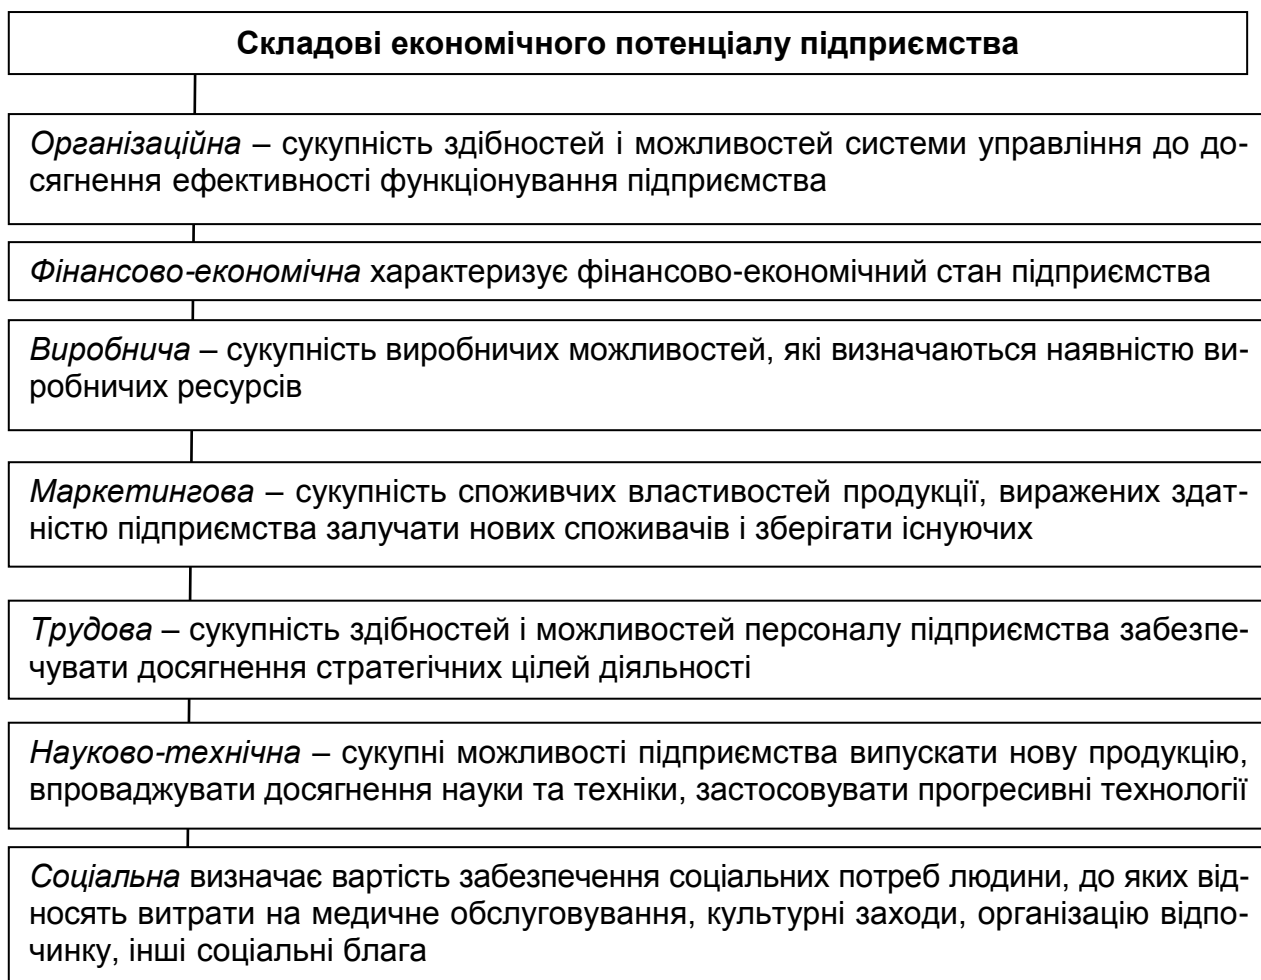 Складові економічного потенціалу підприємства
Організаційна – сукупність здібностей і можливостей системи управління до до-
сягнення ефективності функціонування підприємства
Фінансово-економічна характеризує фінансово-економічний стан підприємства
Виробнича – сукупність виробничих можливостей, які визначаються наявністю ви-
робничих ресурсів
Маркетингова – сукупність споживчих властивостей продукції, виражених здат-
ністю підприємства залучати нових споживачів і зберігати існуючих
Трудова – сукупність здібностей і можливостей персоналу підприємства забезпе-
чувати досягнення стратегічних цілей діяльності
Науково-технічна – сукупні можливості підприємства випускати нову продукцію,
впроваджувати досягнення науки та техніки, застосовувати прогресивні технології
Соціальна визначає вартість забезпечення соціальних потреб людини, до яких від-
носять витрати на медичне обслуговування, культурні заходи, організацію відпо-
чинку, інші соціальні блага